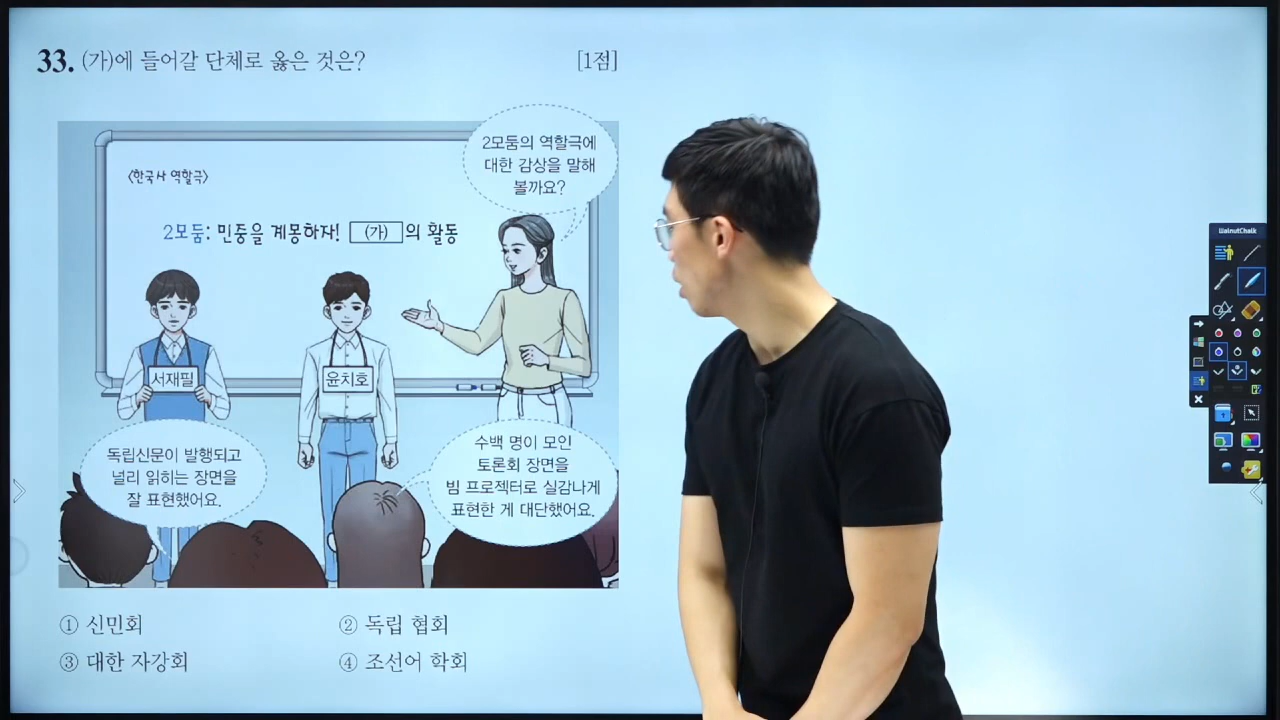 33. (가)에 들어갈 단체로 옳은 것은? [1점]
〈한국사 역할극〉
2모둠: 민중을 계몽하자! (가)의 활동
2모둠의 역할극에
대한 감상을 말해
볼까요?
서재필
윤치호
독립신문이 발행되고
널리 읽히는 장면을
잘 표현했어요.
수백 명이 모인
토론회 장면을
빔 프로젝터로 실감나게
표현한 게 대단했어요.
① 신민회
② 독립 협회
③ 대한 자강회
④ 조선어 학회
WalnutChalk